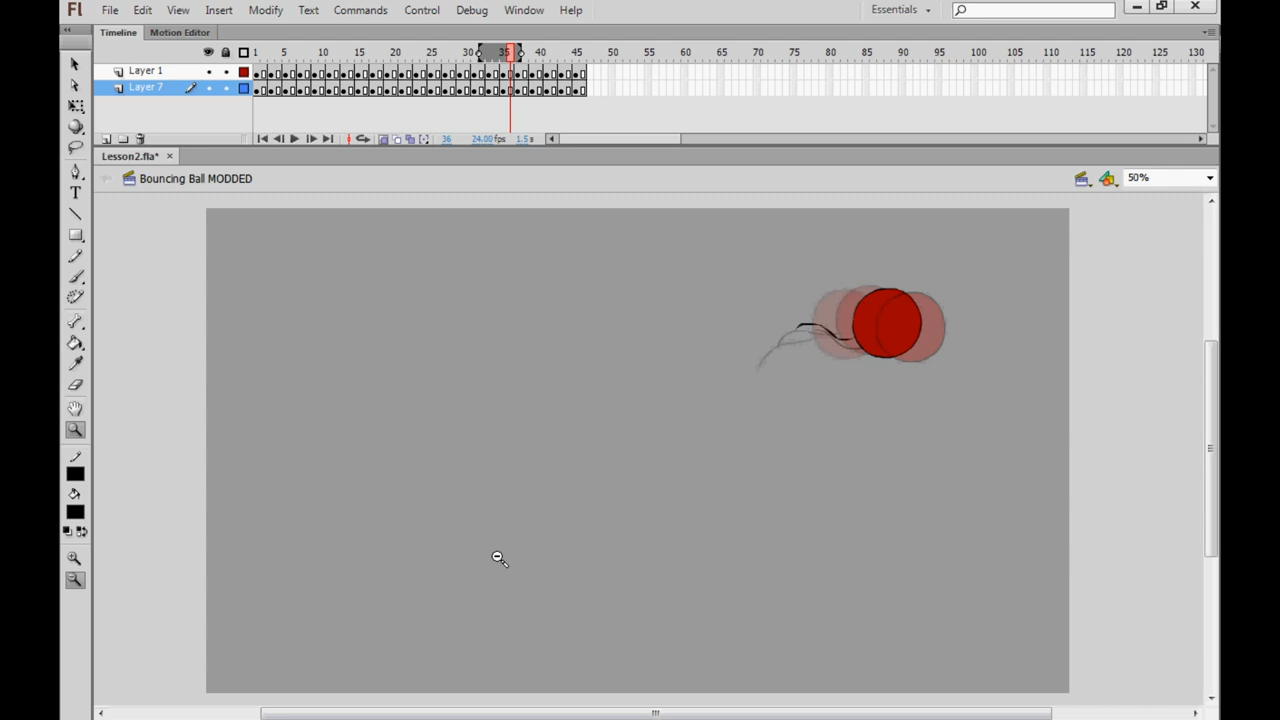 Fl File Edit View Insert Modify Text Commands Control Debug Window Help Essentials
Timeline Motion Editor
1 5 10 15 20 25 30 35 40 45 50 55 60 65 70 75 80 85 90 95 100 105 110 115 120 125 130
Layer 1
Layer 7
36 24.00 fps 1.5 s
Lesson2.fla*
Bouncing Ball MODDED 50%
T